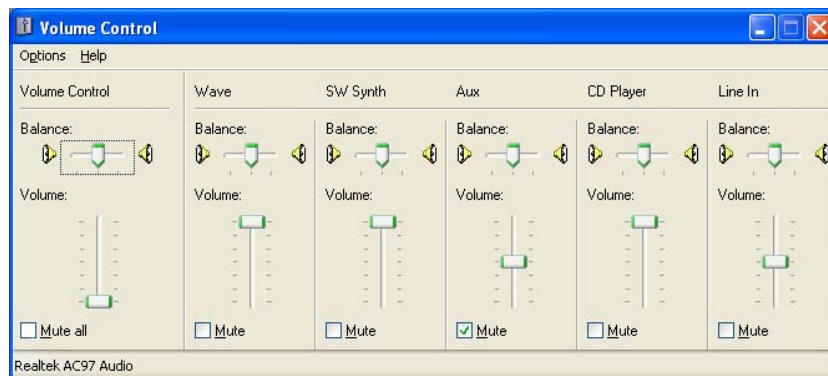 Volume Control
Options Help
Volume Control Wave SW Synth Aux CD Player Line In
Balance: Balance: Balance: Balance: Balance: Balance:
Volume: Volume: Volume: Volume: Volume: Volume:
Mute all Mute Mute Mute Mute Mute
Realtek AC97 Audio